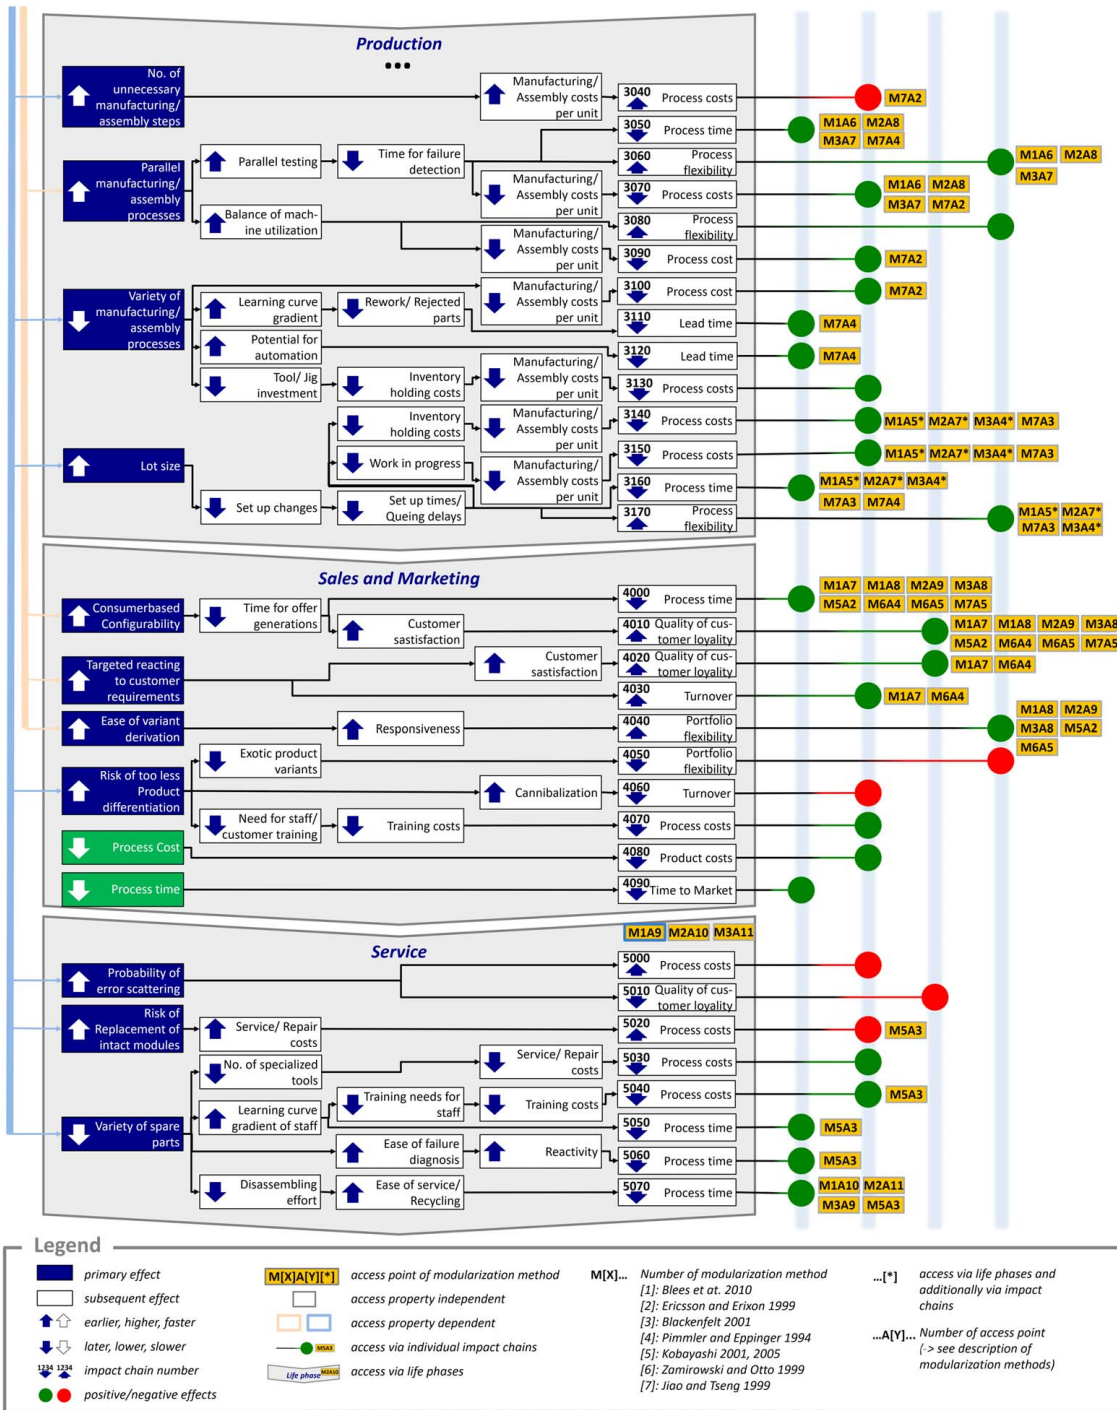 Production
...
No. of
unnecessary
manufacturing/
assembly steps
Manufacturing/
Assembly costs
per unit
3040
Process costs
M7A2
3050
Process time
M1A6 M2A8
M3A7 M7A4
Parallel
manufacturing/
assembly
processes
Parallel testing
Time for failure
detection
3060
Process
flexibility
M1A6 M2A8
M3A7
Manufacturing/
Assembly costs
per unit
3070
Process costs
M1A6 M2A8
M3A7 M7A2
Balance of mach-
ine utilization
3080
Process
flexibility
Manufacturing/
Assembly costs
per unit
3090
Process cost
M7A2
Variety of
manufacturing/
assembly
processes
Manufacturing/
Assembly costs
per unit
3100
Process cost
M7A2
Learning curve
gradient
Rework/ Rejected
parts
3110
Lead time
M7A4
Potential for
automation
3120
Lead time
M7A4
Tool/ Jig
investment
Inventory
holding costs
Manufacturing/
Assembly costs
per unit
3130
Process costs
Inventory
holding costs
Manufacturing/
Assembly costs
per unit
3140
Process costs
M1A5* M2A7* M3A4* M7A3
Lot size
Work in progress
Manufacturing/
Assembly costs
per unit
3150
Process costs
M1A5* M2A7* M3A4* M7A3
Set up changes
Set up times/
Queing delays
3160
Process time
M1A5* M2A7* M3A4*
M7A3 M7A4
3170
Process
flexibility
M1A5* M2A7*
M7A3 M3A4*
Sales and Marketing
Consumerbased
Configurability
Time for offer
generations
4000
Process time
M1A7 M1A8 M2A9 M3A8
M5A2 M6A4 M6A5 M7A5
Customer
sastisfaction
4010
Quality of cus-
tomer loyality
M1A7 M1A8 M2A9 M3A8
M5A2 M6A4 M6A5 M7A5
Targeted reacting
to customer
requirements
Customer
sastisfaction
4020
Quality of cus-
tomer loyality
M1A7 M6A4
4030
Turnover
M1A7 M6A4
Ease of variant
derivation
Responsiveness
4040
Portfolio
flexibility
M1A8 M2A9
M3A8 M5A2
M6A5
Risk of too less
Product
differentiation
Exotic product
variants
4050
Portfolio
flexibility
Cannibalization
4060
Turnover
Need for staff/
customer training
Training costs
4070
Process costs
Process Cost
4080
Product costs
Process time
4090
Time to Market
Service
M1A9 M2A10 M3A11
Probability of
error scattering
5000
Process costs
5010
Quality of cus-
tomer loyality
Risk of
Replacement of
intact modules
Service/ Repair
costs
5020
Process costs
M5A3
No. of specialized
tools
Service/ Repair
costs
5030
Process costs
Variety of spare
parts
Learning curve
gradient of staff
Training needs for
staff
Training costs
5040
Process costs
M5A3
5050
Process time
M5A3
Ease of failure
diagnosis
Reactivity
5060
Process time
M5A3
Disassembling
effort
Ease of service/
Recycling
5070
Process time
M1A10 M2A11
M3A9 M5A3
Legend
primary effect
subsequent effect
earlier, higher, faster
later, lower, slower
1234 1234
impact chain number
positive/negative effects
M[X]A[Y][*]
access point of modularization method
access property independent
access property dependent
M5A3
access via individual impact chains
Life phase
M2A10
access via life phases
M[X]...
Number of modularization method
[1]: Blees et at. 2010
[2]: Ericsson and Erixon 1999
[3]: Blackenfelt 2001
[4]: Pimmler and Eppinger 1994
[5]: Kobayashi 2001, 2005
[6]: Zamirowski and Otto 1999
[7]: Jiao and Tseng 1999
...[*]
access via life phases and
additionally via impact
chains
...A[Y]...
Number of access point
(-> see description of
modularization methods)